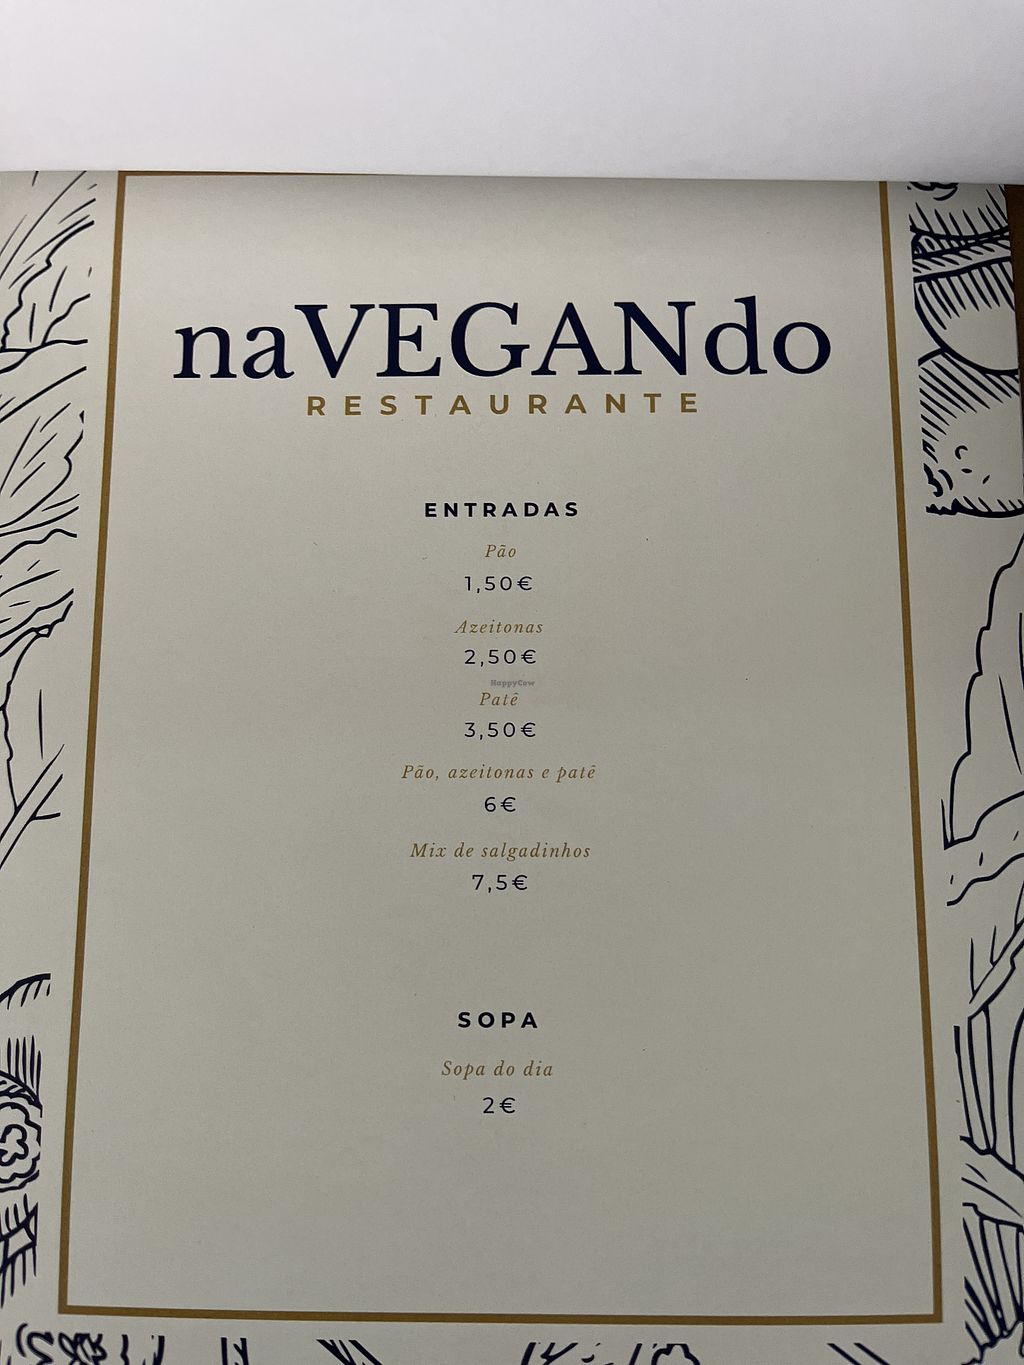 naVEGANdo
RESTAURANTE
ENTRADAS
Pão
1,50€
Azeitonas
2,50€
HappyCow
Patê
3,50€
Pão, azeitonas e patê
6€
Mix de salgadinhos
7,5€
SOPA
Sopa do dia
2€